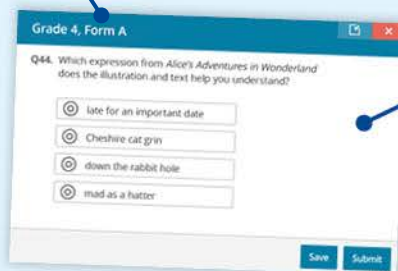 Grade 4, Form A
Q44. Which expression from Alice's Adventures in Wonderland
does the illustration and text help you understand?
late for an important date
Cheshire cat grin
down the rabbit hole
mad as a hatter
Save Submit